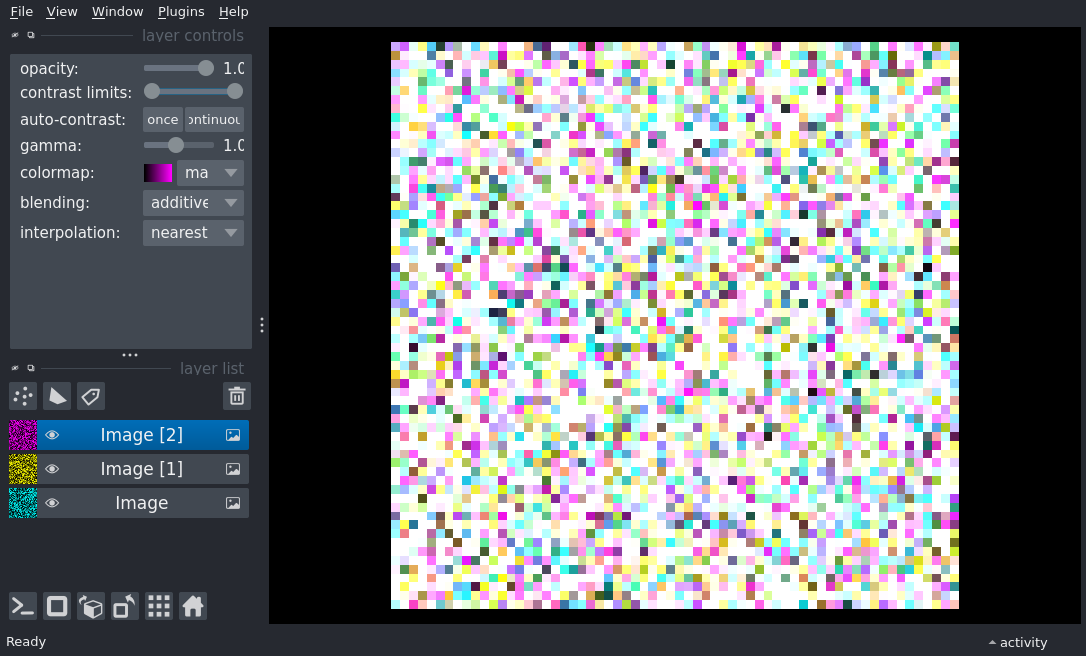 File View Window Plugins Help
layer controls
opacity: 1.0
contrast limits:
auto-contrast: once ontinuou
gamma: 1.0
colormap: ma
blending: additive
interpolation: nearest
layer list
Image [2]
Image [1]
Image
Ready
activity